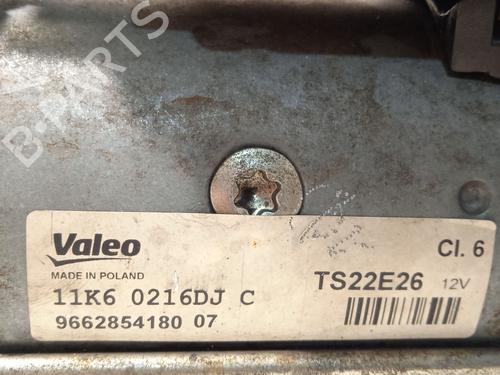 B-PARTS
Valeo
Cl. 6
MADE IN POLAND
TS22E26 12V
11K6 0216DJ C
9662854180 07